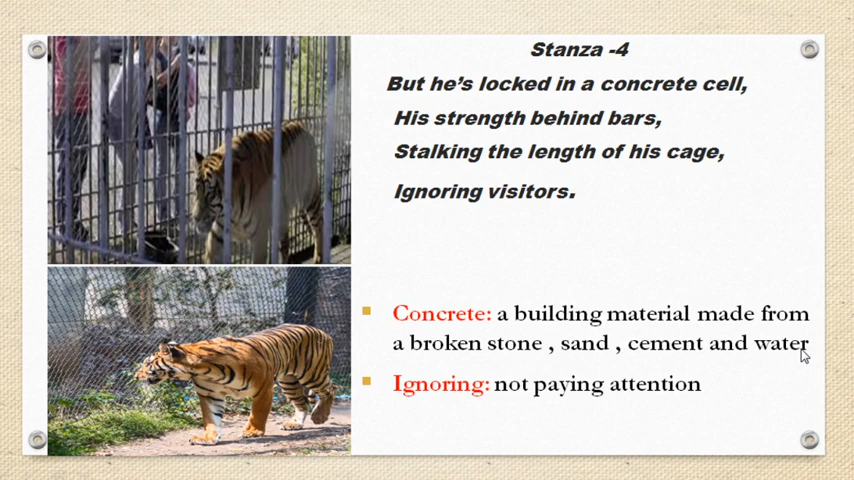 Stanza -4
But he's locked in a concrete cell,
His strength behind bars,
Stalking the length of his cage,
Ignoring visitors.
Concrete: a building material made from
a broken stone , sand , cement and water
Ignoring: not paying attention